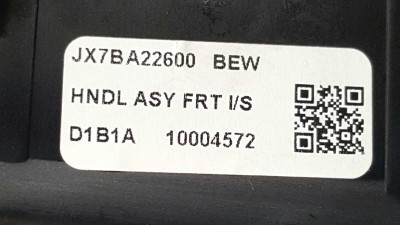 JX7BA22600 BEW
HNDL ASY FRT I/S
D1B1A 10004572